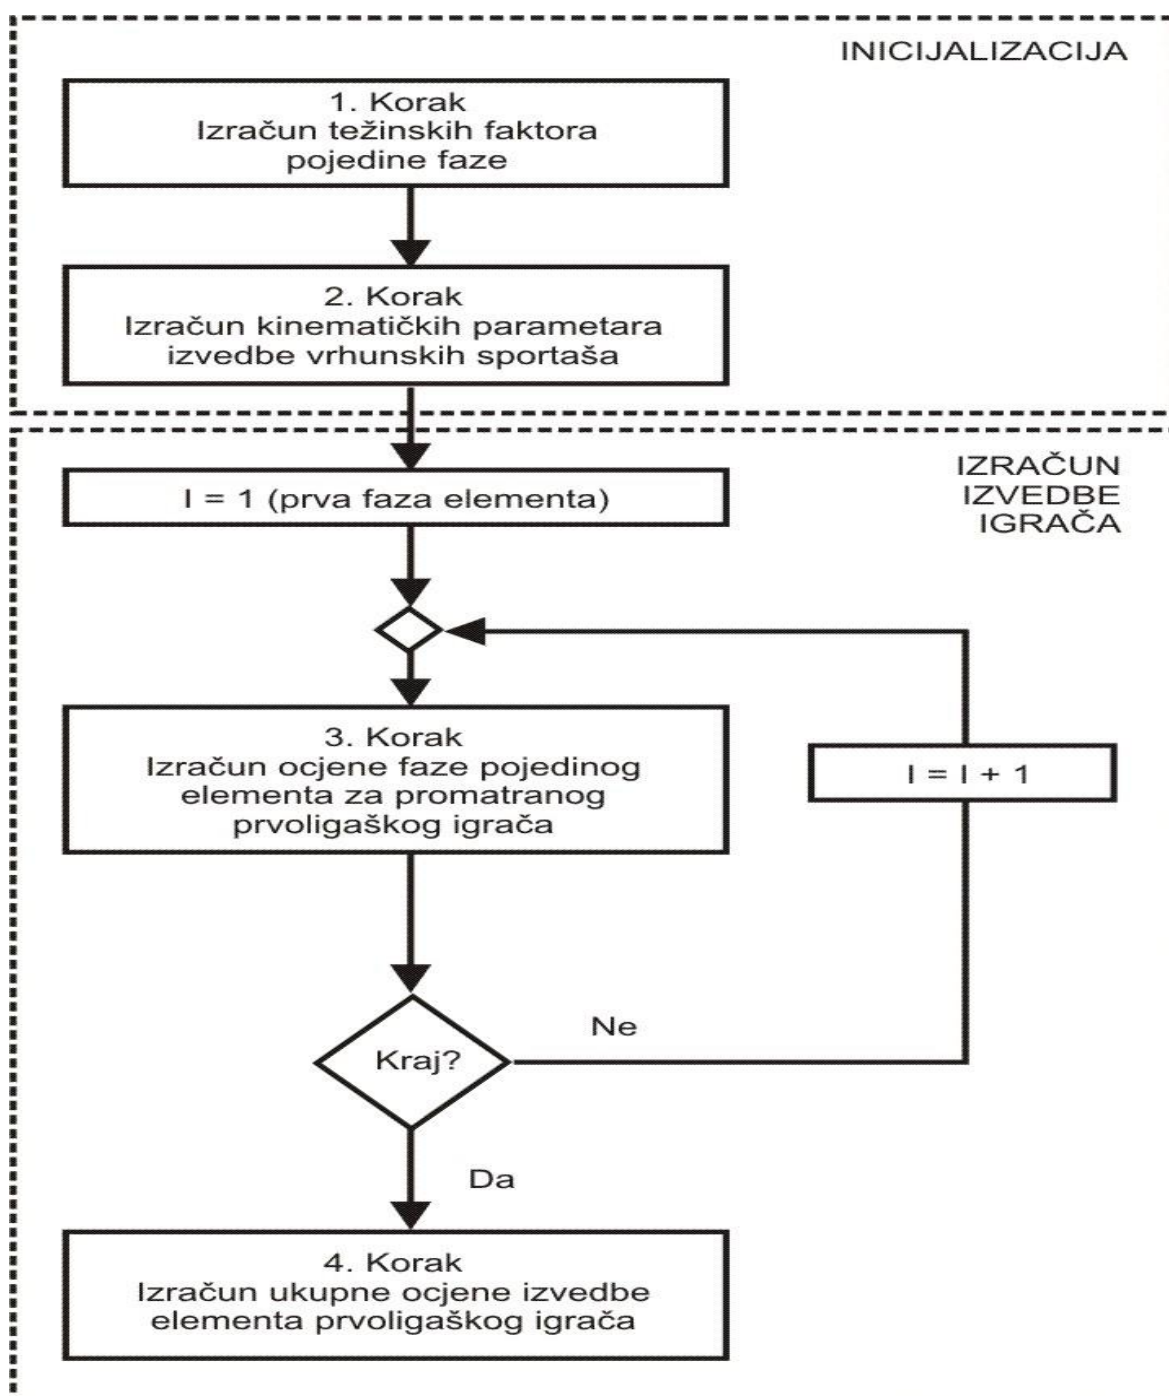 INICIJALIZACIJA
1. Korak
Izračun težinskih faktora
pojedine faze
2. Korak
Izračun kinematičkih parametara
izvedbe vrhunskih sportaša
IZRAČUN
IZVEDBE
IGRAČA
I = 1 (prva faza elementa)
3. Korak
Izračun ocjene faze pojedinog
elementa za promatranog
prvoligaškog igrača
I = I + 1
Kraj?
Ne
Da
4. Korak
Izračun ukupne ocjene izvedbe
elementa prvoligaškog igrača